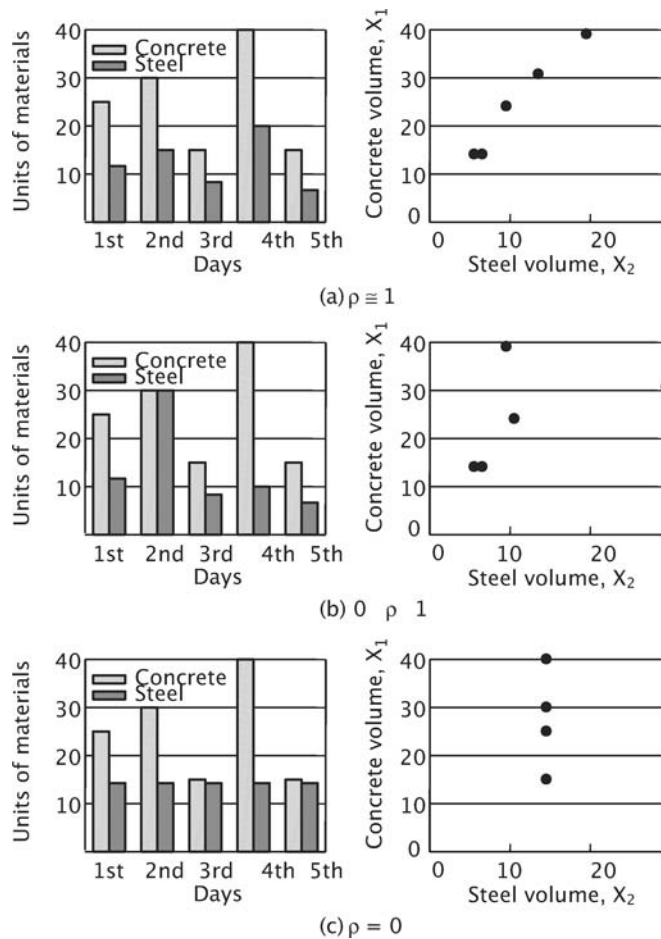 Units of materials
40
30
20
10
Concrete
Steel
1st 2nd 3rd 4th 5th
Days
Concrete volume, X1
40
30
20
10
0
0 10 20
Steel volume, X2
(a) ρ ≅ 1
Units of materials
40
30
20
10
Concrete
Steel
1st 2nd 3rd 4th 5th
Days
Concrete volume, X1
40
30
20
10
0
0 10 20
Steel volume, X2
(b) 0 ρ 1
Units of materials
40
30
20
10
Concrete
Steel
1st 2nd 3rd 4th 5th
Days
Concrete volume, X1
40
30
20
10
0
0 10 20
Steel volume, X2
(c) ρ = 0